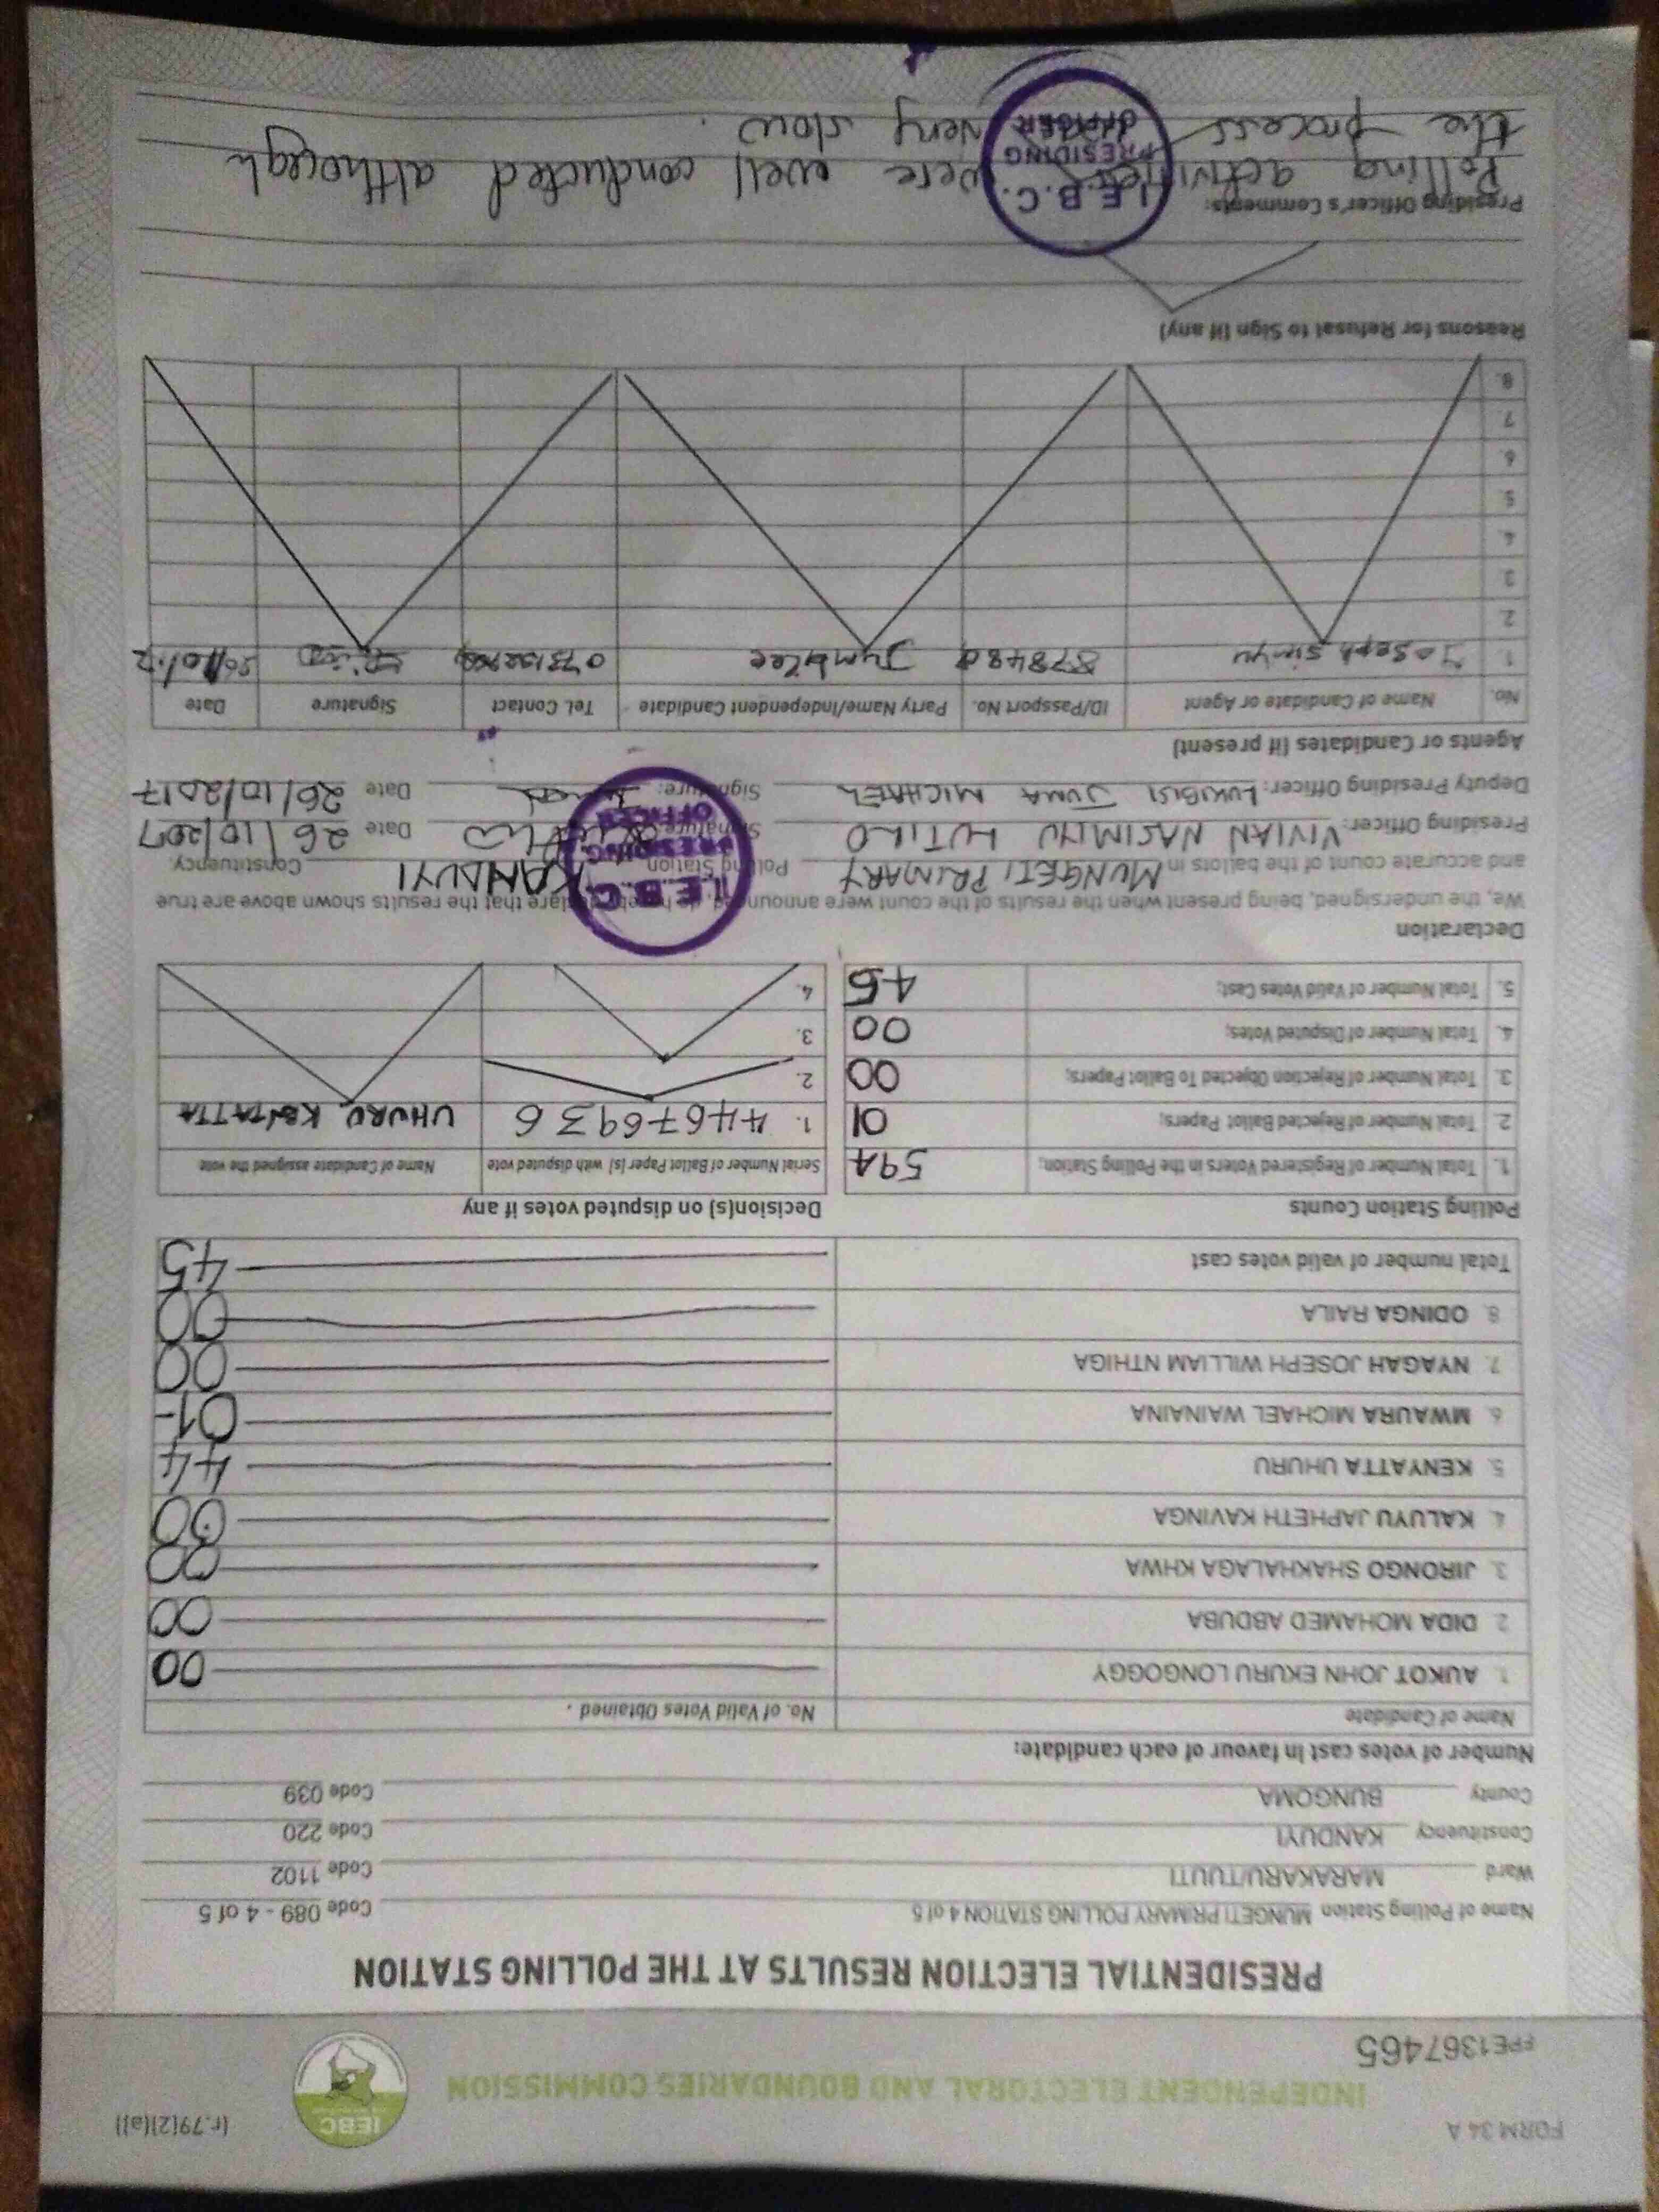 FORM 34 A (r.79(2)(a))
INDEPENDENT ELECTORAL AND BOUNDARIES COMMISSION
IEBC
PPE1367465
PRESIDENTIAL ELECTION RESULTS AT THE POLLING STATION
Name of Polling Station MUNGETI PRIMARY POLLING STATION 4 of 5 Code 089 - 4 of 5
Ward MARAKARU/TUUTI Code 1102
Constituency KANDUYI Code 220
County BUNGOMA Code 039
Number of votes cast in favour of each candidate:
Name of Candidate No. of Valid Votes Obtained
1. AUKOT JOHN EKURU LONGOGGY 00
2. DIDA MOHAMED ABDUBA 00
3. JIRONGO SHAKHALAGA KHWA 00
4. KALUYU JAPHETH KAVINGA 00
5. KENYATTA UHURU 44
6. MWAURA MICHAEL WAINAINA 01
7. NYAGAH JOSEPH WILLIAM NTHIGA 00
8. ODINGA RAILA 00
Total number of valid votes cast 45
Polling Station Counts Decision(s) on disputed votes if any
1. Total Number of Registered Voters in the Polling Station; 594 Serial Number of Ballot Paper (s) with disputed vote Name of Candidate assigned the vote
2. Total Number of Rejected Ballot Papers; 01 1. 44676936 UHURU KENYATTA
3. Total Number of Rejection Objected To Ballot Papers; 00 2.
4. Total Number of Disputed Votes; 00 3.
5. Total Number of Valid Votes Cast; 45 4.
Declaration
We, the undersigned, being present when the results of the count were announced, do hereby declare that the results shown above are true
and accurate count of the ballots in MUNGETI PRIMARY Polling Station KANDUYI Constituency.
Presiding Officer: VIVIAN NASIMIYU LUTILO Signature: Date 26/10/2017
Deputy Presiding Officer: LUKIBISI JUMA MICHAEL Signature: Date 26/10/2017
I.E.B.C. PRESIDING OFFICER
Agents or Candidates (if present)
No. Name of Candidate or Agent ID/Passport No. Party Name/Independent Candidate Tel. Contact Signature Date
1 Joseph Simiyu Jubilee
2.
3
4.
5.
6
7.
8.
Reasons for Refusal to Sign (if any)
Presiding Officer's Comments:
Polling activities were well conducted although
the process was very slow.
I.E.B.C. PRESIDING OFFICER